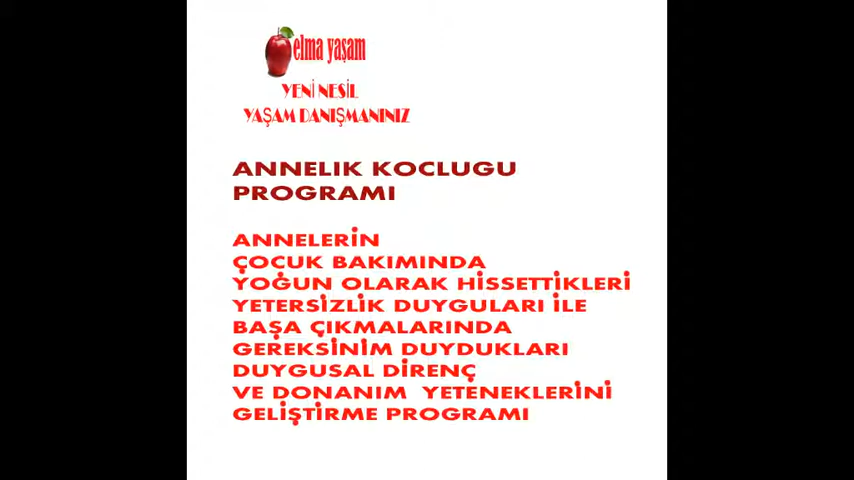 elma yaşam
YENİ NESİL
YAŞAM DANIŞMANINIZ
ANNELIK KOCLUGU
PROGRAMI
ANNELERİN
ÇOCUK BAKIMINDA
YOĞUN OLARAK HİSSETTİKLERİ
YETERSİZLİK DUYGULARI İLE
BAŞA ÇIKMALARINDA
GEREKSİNİM DUYDUKLARI
DUYGUSAL DİRENÇ
VE DONANIM YETENEKLERİNİ
GELİŞTİRME PROGRAMI